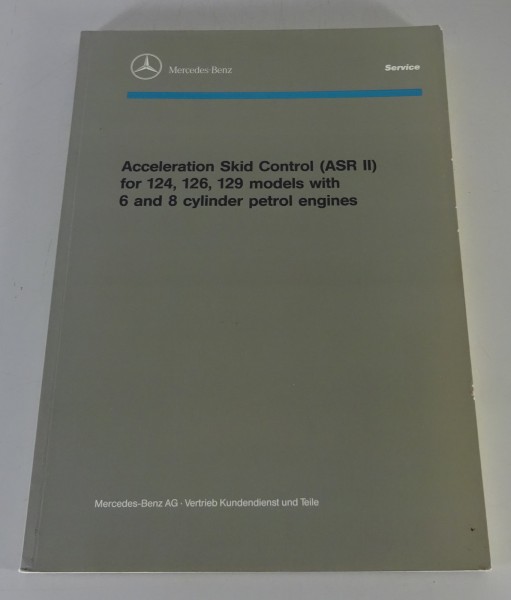 Mercedes-Benz
Service
Acceleration Skid Control (ASR II)
for 124, 126, 129 models with
6 and 8 cylinder petrol engines
Mercedes-Benz AG · Vertrieb Kundendienst und Teile